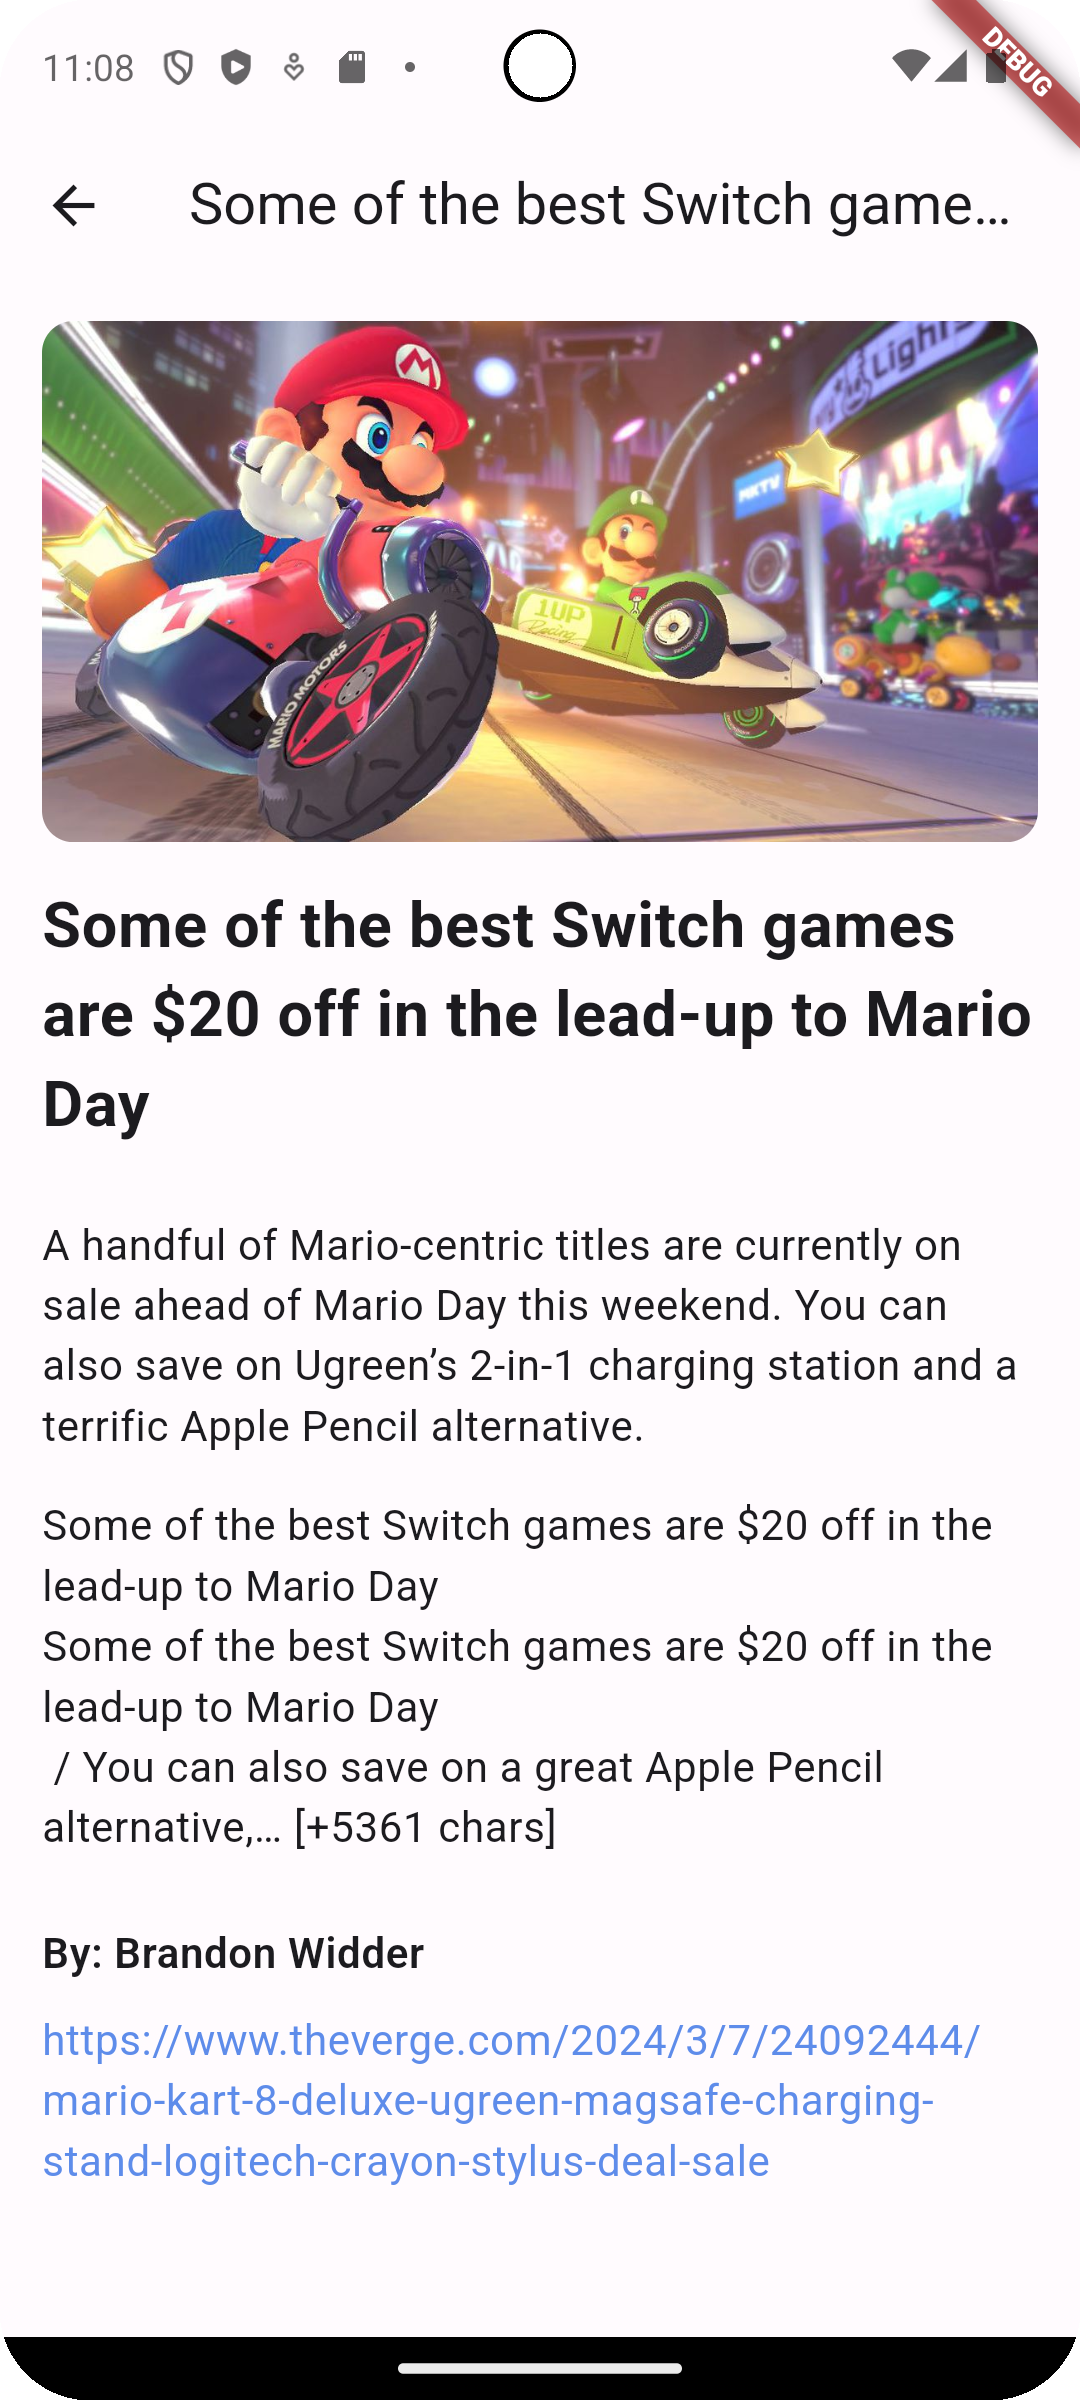 11:08
DEBUG
Some of the best Switch game...
Light
MKTV
1UP
Racing
MARIO MOTORS
Some of the best Switch games
are $20 off in the lead-up to Mario
Day
A handful of Mario-centric titles are currently on
sale ahead of Mario Day this weekend. You can
also save on Ugreen’s 2-in-1 charging station and a
terrific Apple Pencil alternative.
Some of the best Switch games are $20 off in the
lead-up to Mario Day
Some of the best Switch games are $20 off in the
lead-up to Mario Day
/ You can also save on a great Apple Pencil
alternative,… [+5361 chars]
By: Brandon Widder
https://www.theverge.com/2024/3/7/24092444/
mario-kart-8-deluxe-ugreen-magsafe-charging-
stand-logitech-crayon-stylus-deal-sale